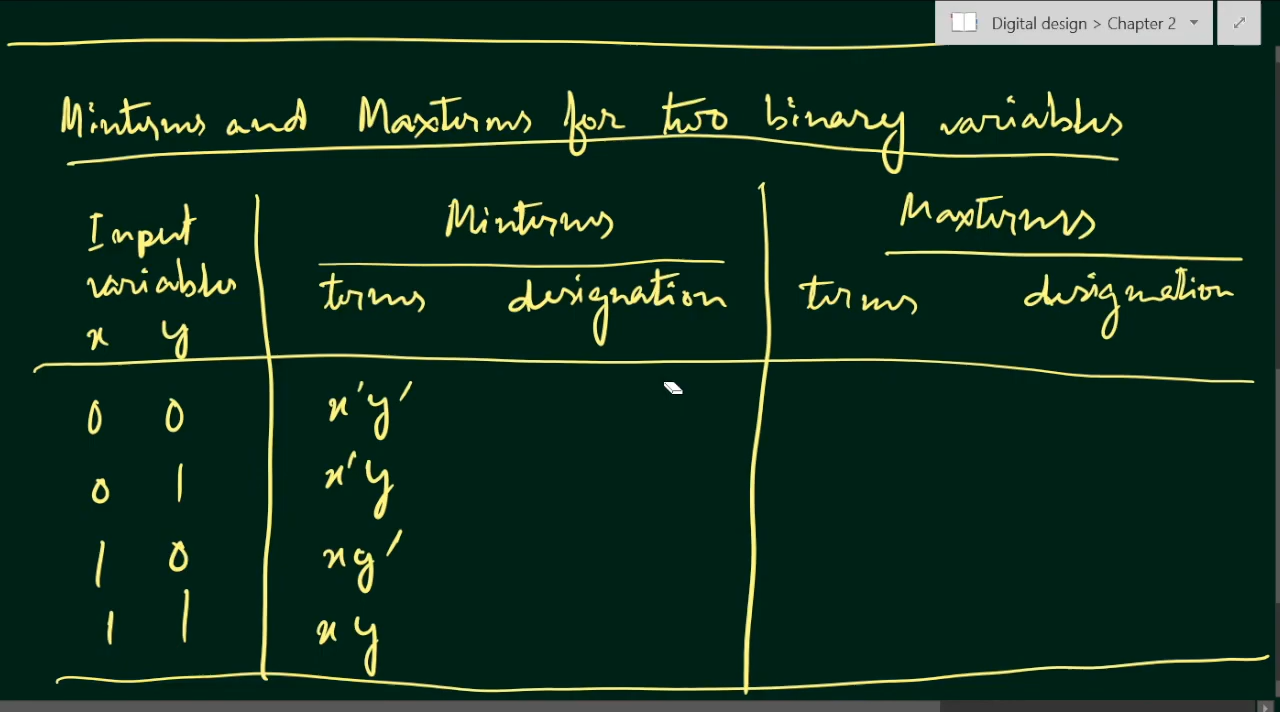 Digital design > Chapter 2
Minterms and Maxterms for two binary variables
Input variables
x y
Minterms
terms designation
Maxterms
terms designation
0 0 x'y'
0 1 x'y
1 0 xy'
1 1 xy